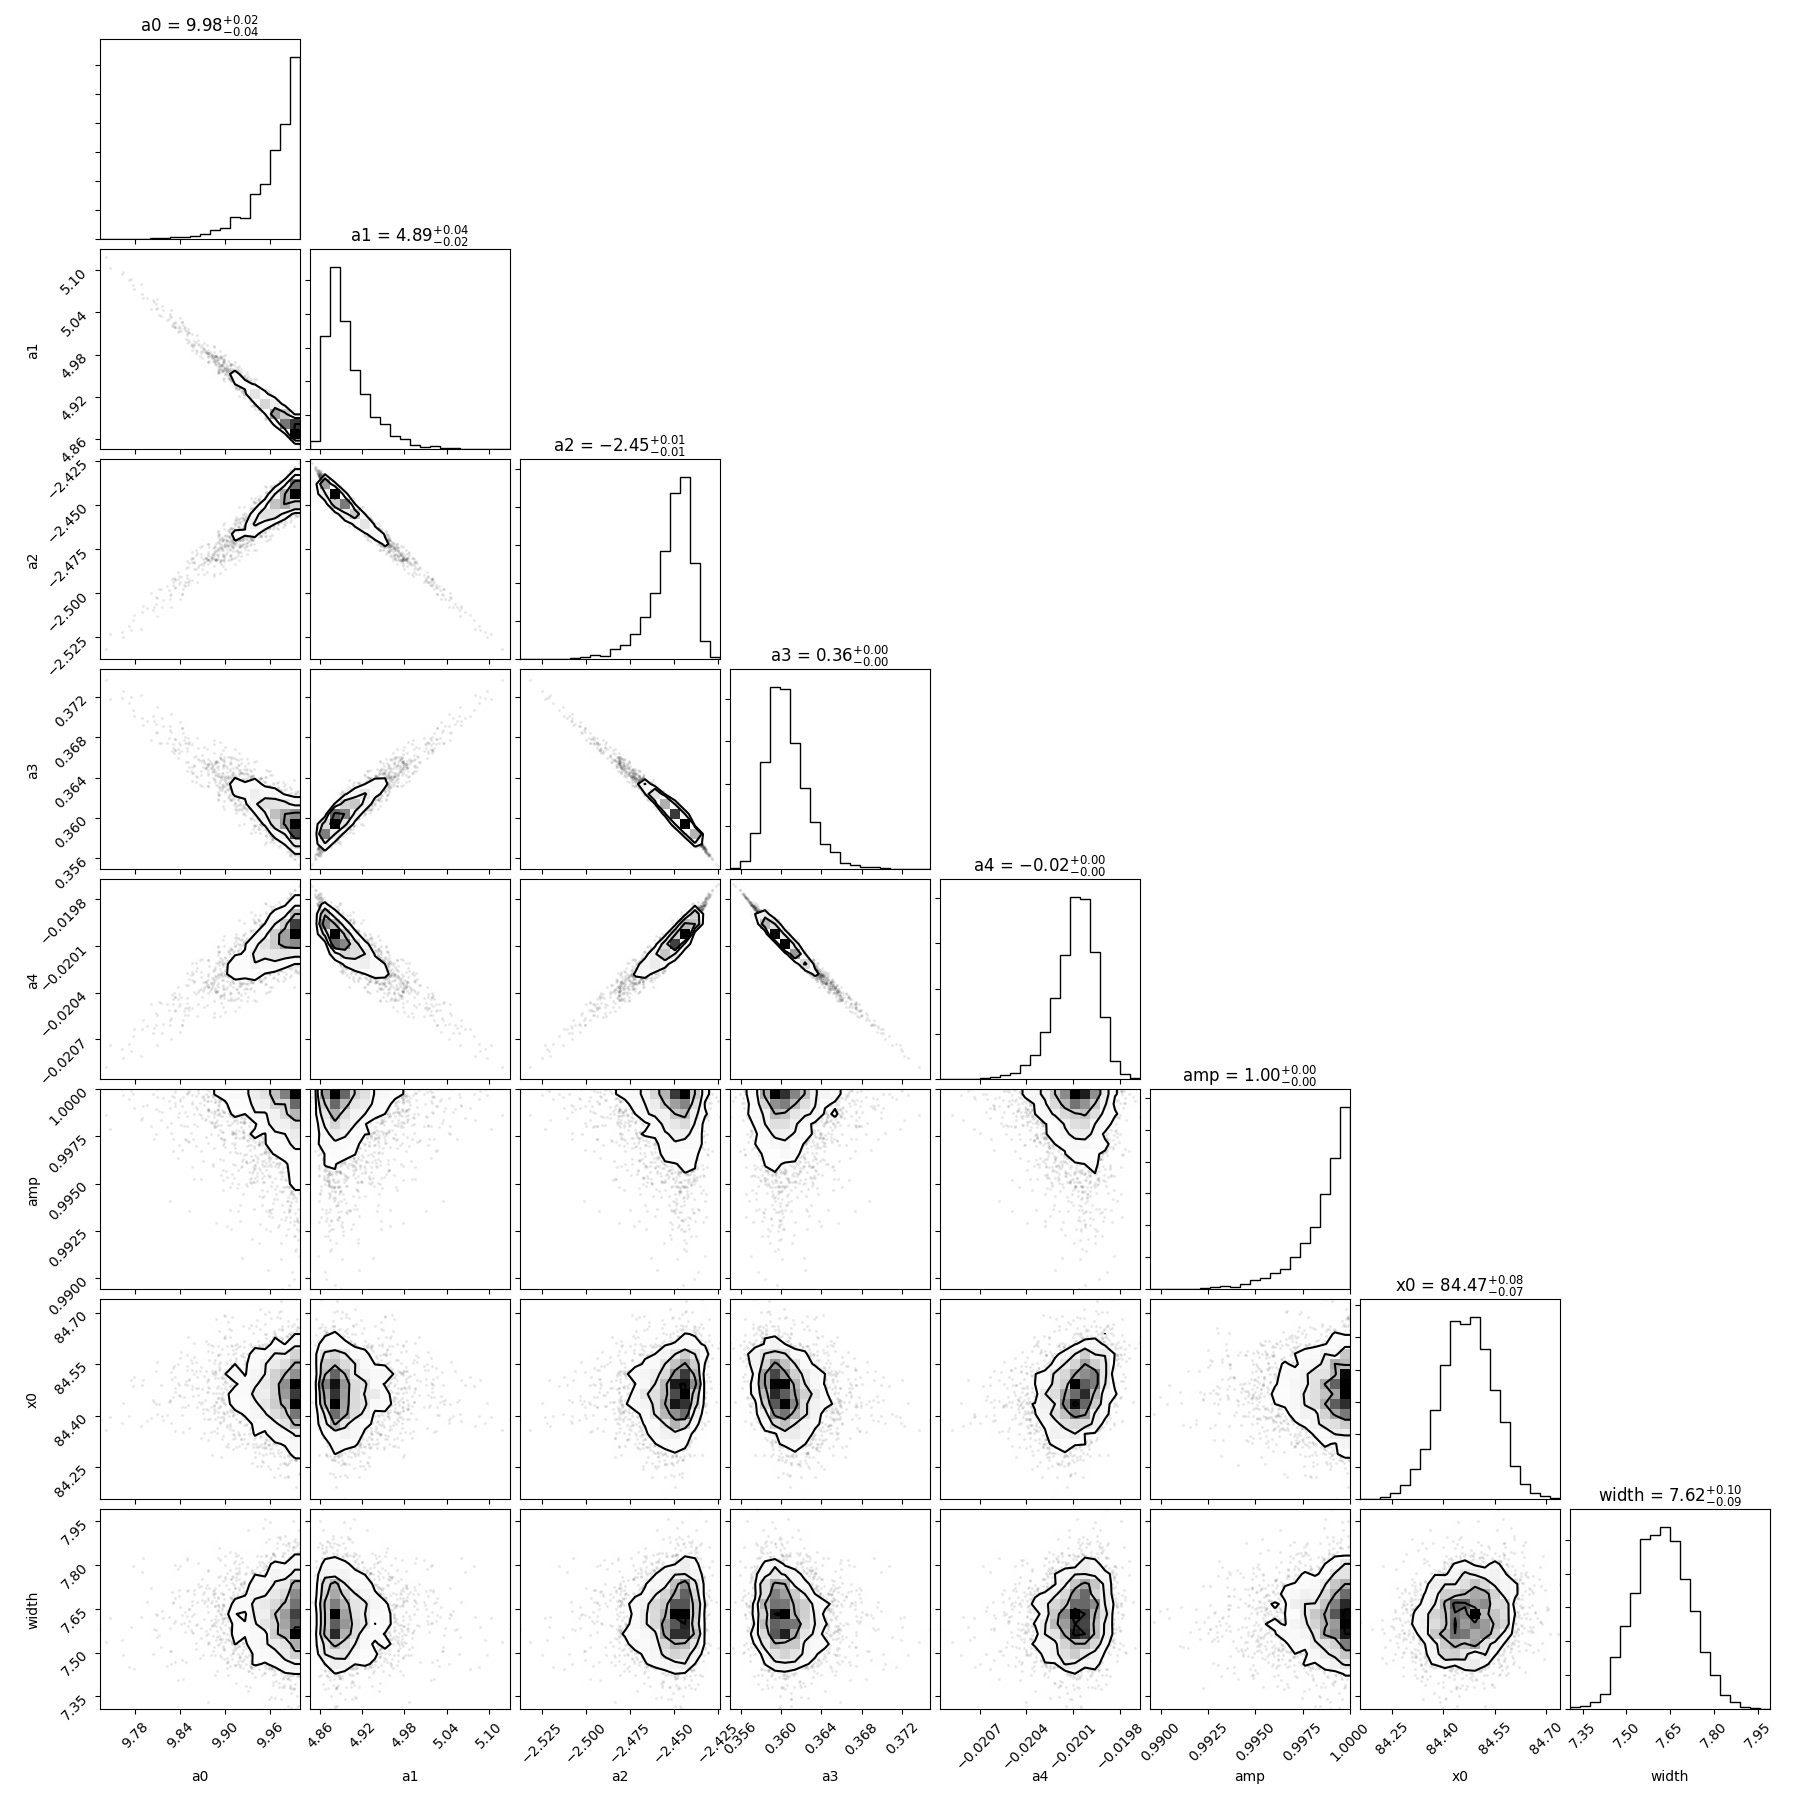 a0 = 9.98+0.02 −0.04
a1 = 4.89+0.04 −0.02
5.10
5.04
4.98
4.92
4.86
a1
a2 = −2.45+0.01 −0.01
−2.425
−2.450
−2.475
−2.500
−2.525
a2
a3 = 0.36+0.00 −0.00
0.372
0.368
0.364
0.360
0.356
a3
a4 = −0.02+0.00 −0.00
−0.0198
−0.0201
−0.0204
−0.0207
a4
amp = 1.00+0.00 −0.00
1.0000
0.9975
0.9950
0.9925
0.9900
amp
x0 = 84.47+0.08 −0.07
84.70
84.55
84.40
84.25
x0
width = 7.62+0.10 −0.09
7.95
7.80
7.65
7.50
7.35
width
9.78 9.84 9.90 9.96 4.86 4.92 4.98 5.04 5.10 −2.525 −2.500 −2.475 −2.450 −2.425 0.356 0.360 0.364 0.368 0.372 −0.0207 −0.0204 −0.0201 −0.0198 0.9900 0.9925 0.9950 0.9975 1.0000 84.25 84.40 84.55 84.70 7.35 7.50 7.65 7.80 7.95
a0 a1 a2 a3 a4 amp x0 width